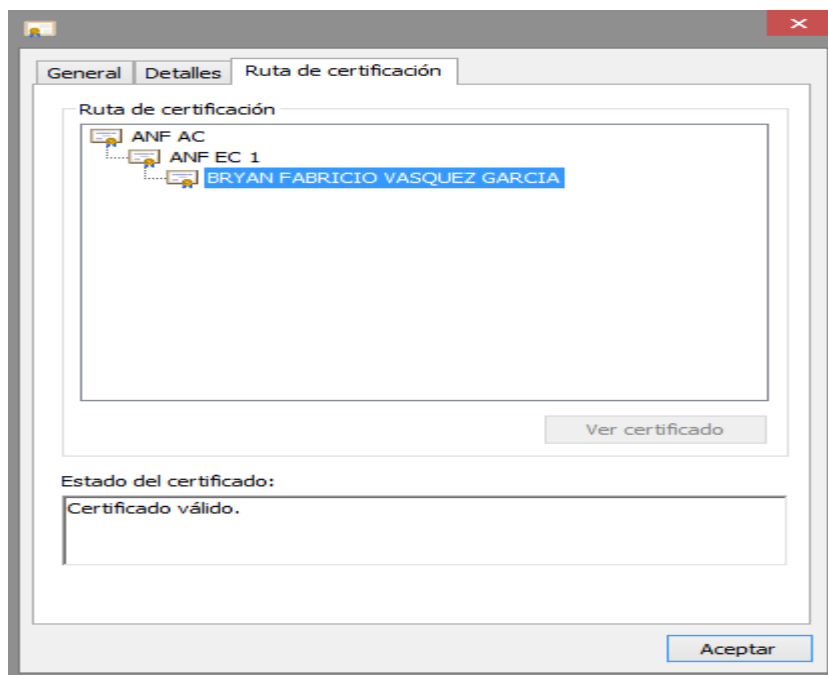 General Detalles Ruta de certificación
Ruta de certificación
ANF AC
ANF EC 1
BRYAN FABRICIO VASQUEZ GARCIA
Ver certificado
Estado del certificado:
Certificado válido.
Aceptar